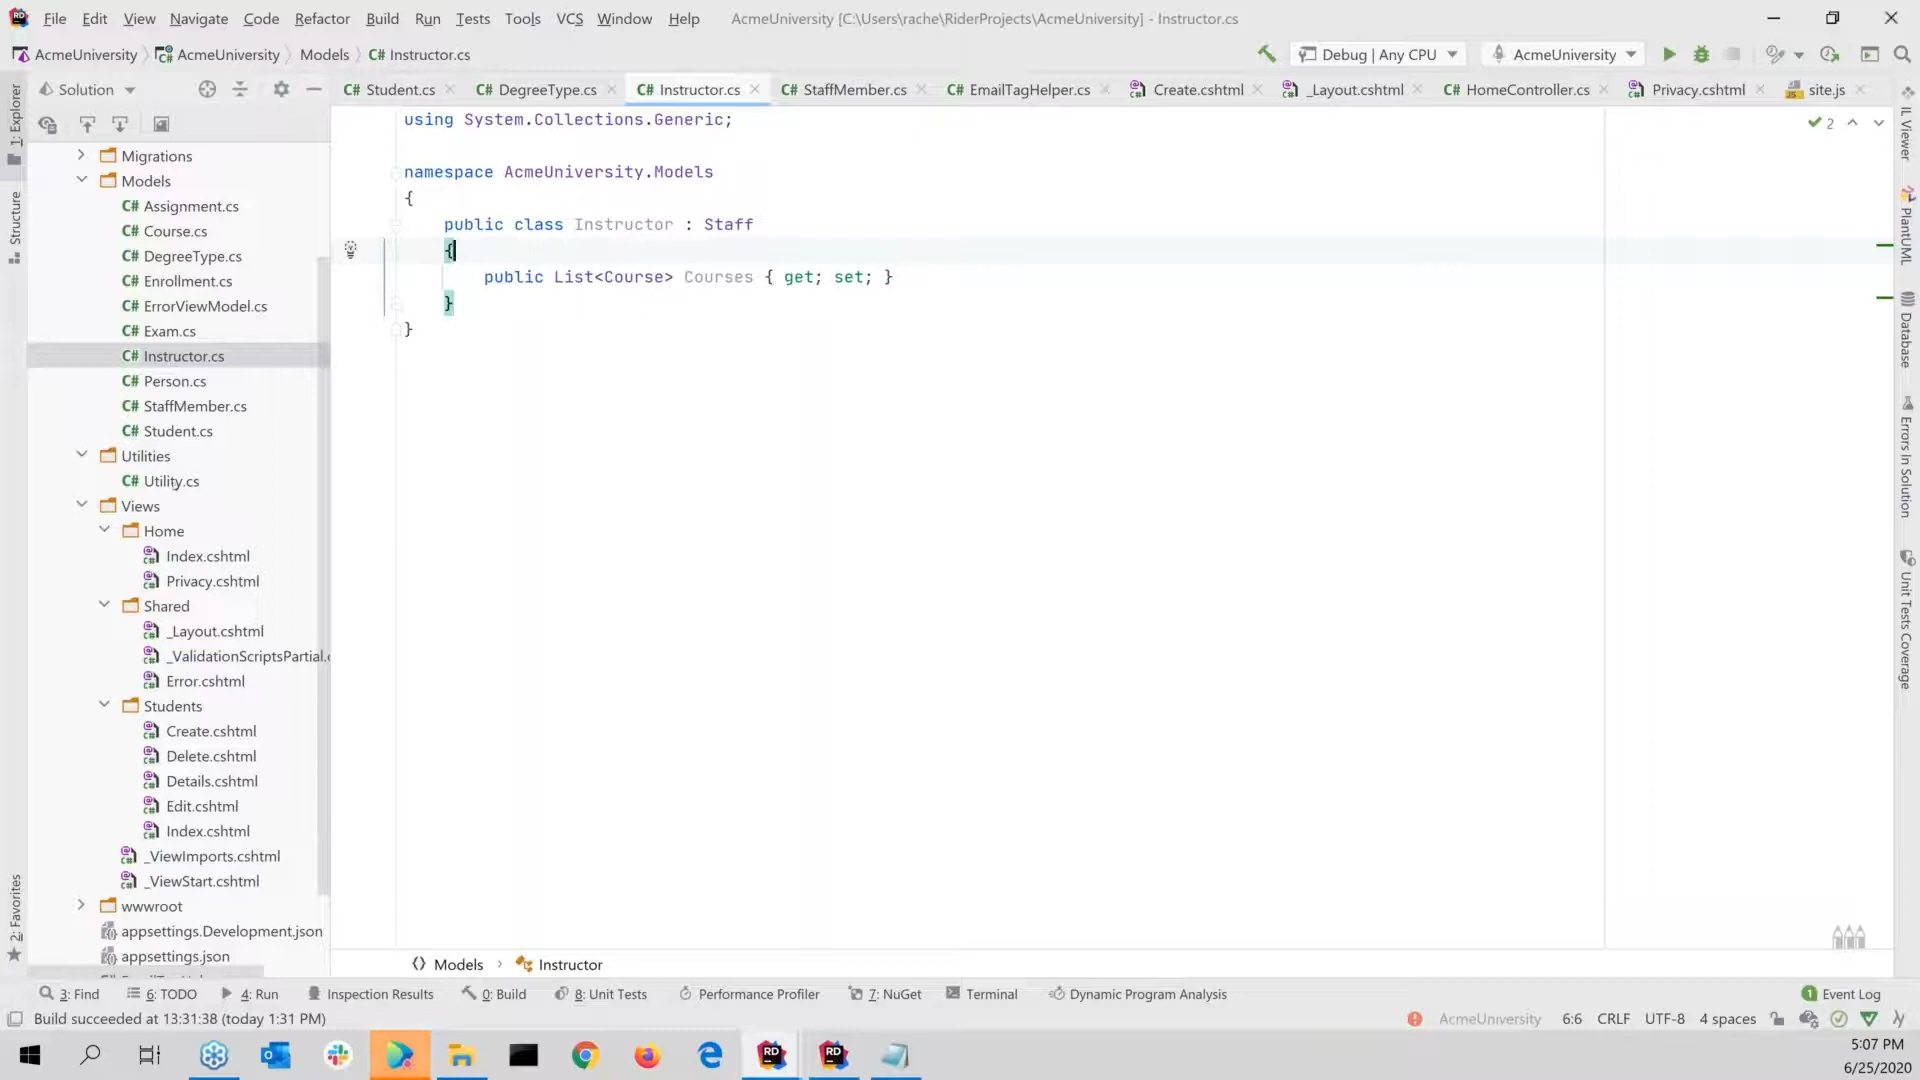 File Edit View Navigate Code Refactor Build Run Tests Tools VCS Window Help AcmeUniversity [C:\Users\rache\RiderProjects\AcmeUniversity] - Instructor.cs
AcmeUniversity AcmeUniversity Models C# Instructor.cs Debug | Any CPU AcmeUniversity
Solution
C# Student.cs C# DegreeType.cs C# Instructor.cs C# StaffMember.cs C# EmailTagHelper.cs Create.cshtml _Layout.cshtml C# HomeController.cs Privacy.cshtml site.js
1: Explorer
Structure
2: Favorites
Migrations
Models
C# Assignment.cs
C# Course.cs
C# DegreeType.cs
C# Enrollment.cs
C# ErrorViewModel.cs
C# Exam.cs
C# Instructor.cs
C# Person.cs
C# StaffMember.cs
C# Student.cs
Utilities
C# Utility.cs
Views
Home
Index.cshtml
Privacy.cshtml
Shared
_Layout.cshtml
_ValidationScriptsPartial.
Error.cshtml
Students
Create.cshtml
Delete.cshtml
Details.cshtml
Edit.cshtml
Index.cshtml
_ViewImports.cshtml
_ViewStart.cshtml
wwwroot
appsettings.Development.json
appsettings.json
using System.Collections.Generic;
namespace AcmeUniversity.Models
{
public class Instructor : Staff
{
public List<Course> Courses { get; set; }
}
}
2
IL Viewer
PlantUML
Database
Errors In Solution
Unit Tests Coverage
Models Instructor
3: Find 6: TODO 4: Run Inspection Results 0: Build 8: Unit Tests Performance Profiler 7: NuGet Terminal Dynamic Program Analysis 1 Event Log
Build succeeded at 13:31:38 (today 1:31 PM) AcmeUniversity 6:6 CRLF UTF-8 4 spaces
5:07 PM
6/25/2020